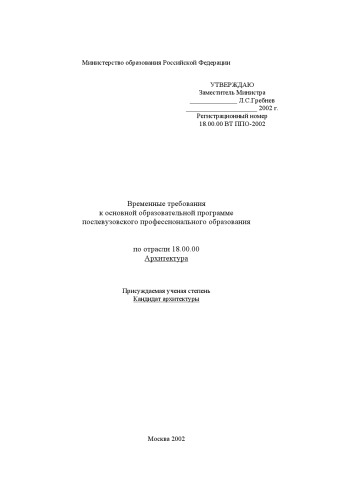 Министерство образования Российской Федерации
УТВЕРЖДАЮ
Заместитель Министра
_______________ Л.С.Гребнев
______________________ 2002 г.
Регистрационный номер
18.00.00 ВТ ППО-2002
Временные требования
к основной образовательной программе
послевузовского профессионального образования
по отрасли 18.00.00
Архитектура
Присуждаемая ученая степень
Кандидат архитектуры
Москва 2002